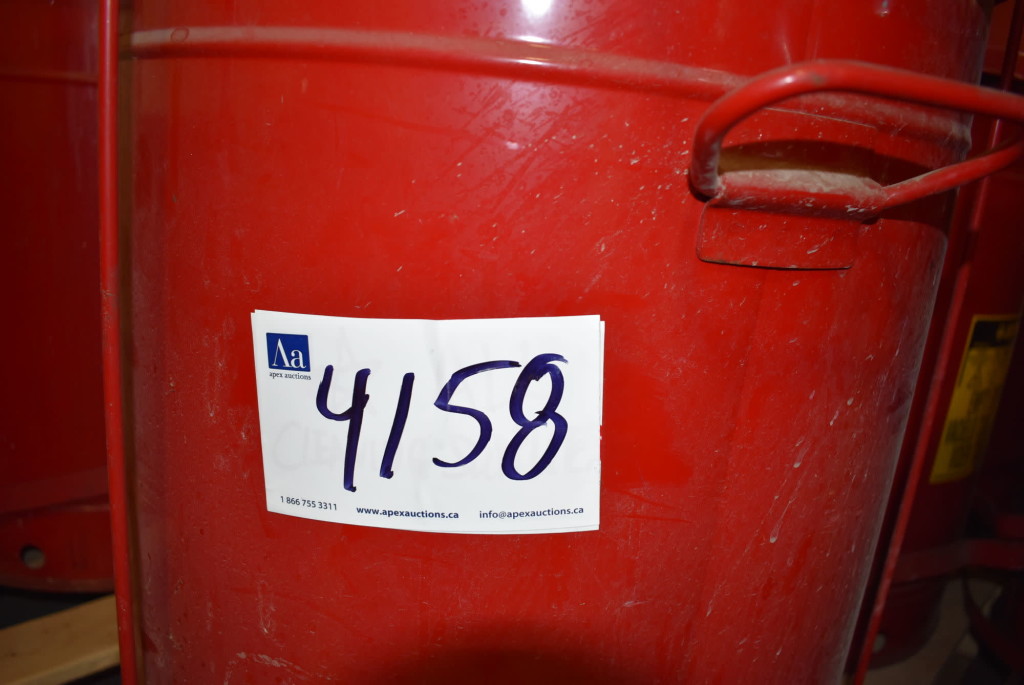 Aa
apex auctions
4158
1 866 755 3311 www.apexauctions.ca info@apexauctions.ca